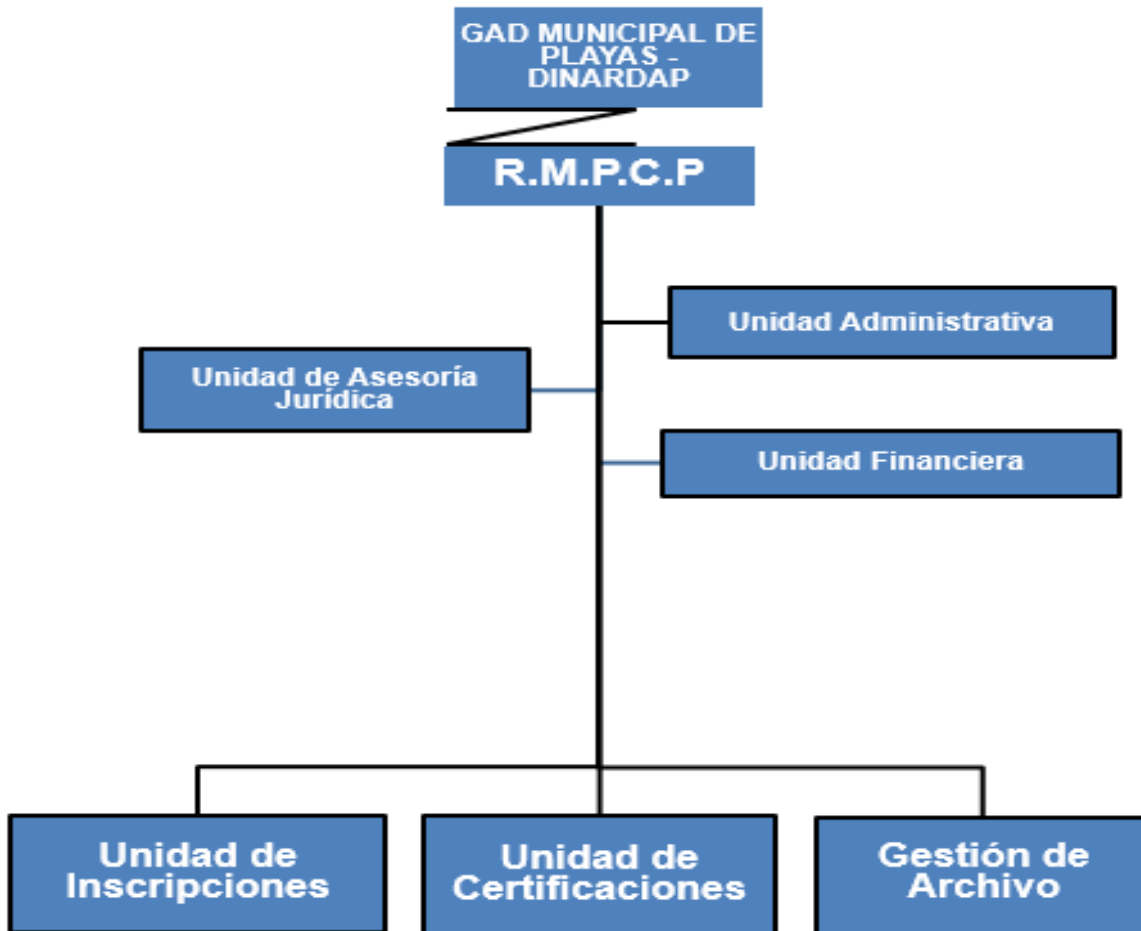 GAD MUNICIPAL DE
PLAYAS -
DINARDAP
R.M.P.C.P
Unidad Administrativa
Unidad de Asesoría
Jurídica
Unidad Financiera
Unidad de
Inscripciones
Unidad de
Certificaciones
Gestión de
Archivo